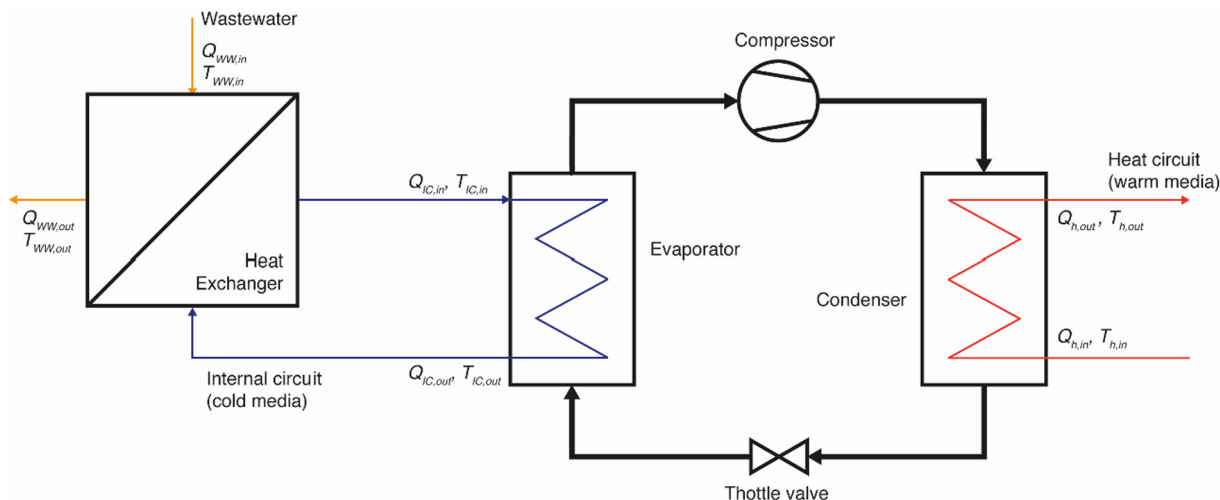 Wastewater
Q_WW,in
T_WW,in
Compressor
Q_IC,in, T_IC,in
Heat circuit
(warm media)
Q_WW,out
T_WW,out
Q_h,out, T_h,out
Heat
Exchanger
Evaporator
Condenser
Q_h,in, T_h,in
Internal circuit
(cold media)
Q_IC,out, T_IC,out
Thottle valve